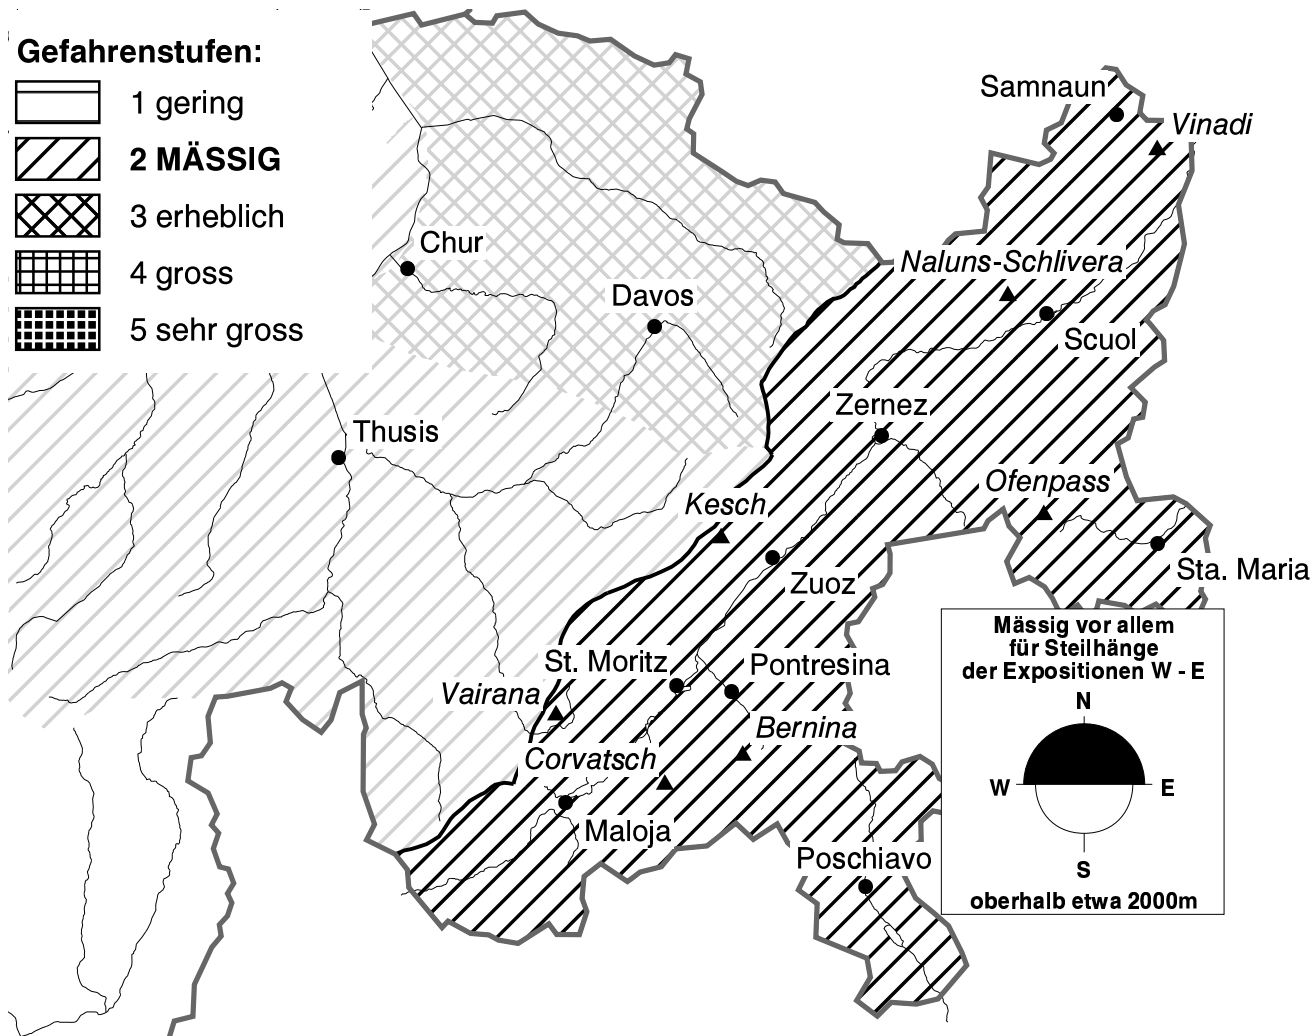 Gefahrenstufen:
1 gering
2 MÄSSIG
3 erheblich
4 gross
5 sehr gross
Samnaun
Vinadi
Chur
Naluns-Schlivera
Davos
Scuol
Zernez
Thusis
Ofenpass
Kesch
Sta. Maria
Zuoz
Mässig vor allem
für Steilhänge
der Expositionen W - E
N
W
E
S
oberhalb etwa 2000m
St. Moritz
Pontresina
Vairana
Bernina
Corvatsch
Maloja
Poschiavo